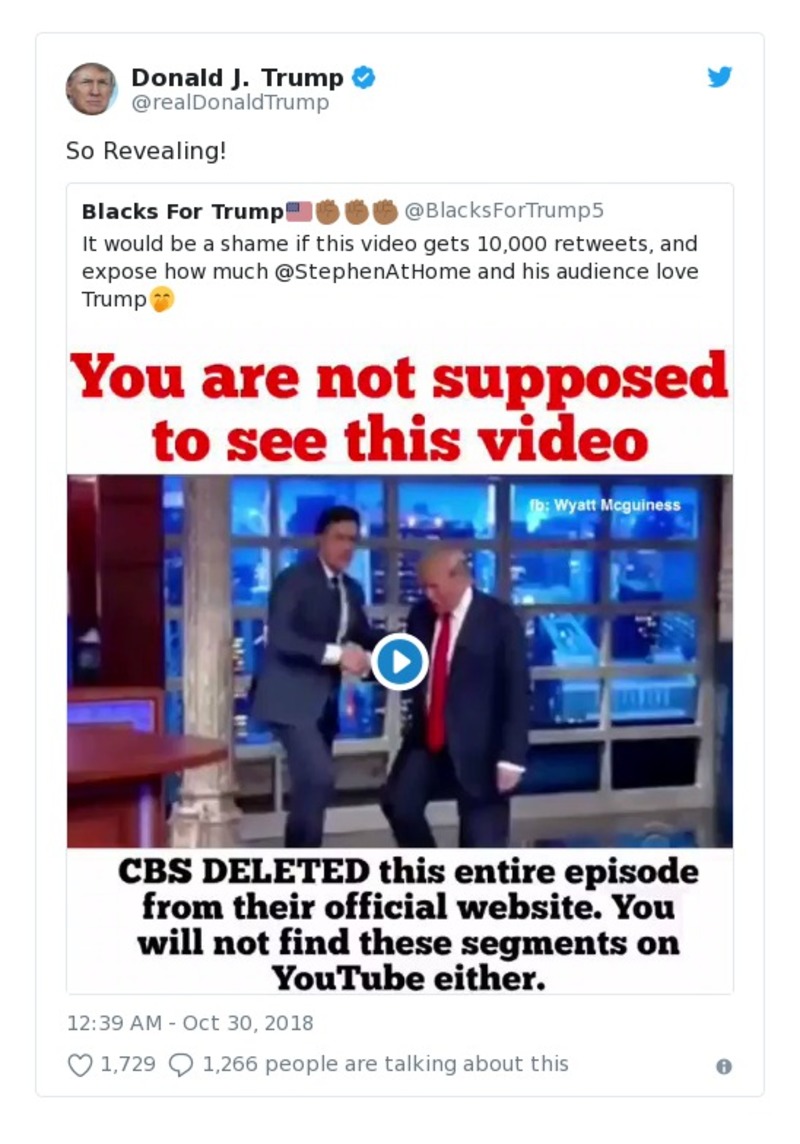 Donald J. Trump
@realDonaldTrump
So Revealing!
Blacks For Trump🇺🇸✊🏾✊🏾✊🏾 @BlacksForTrump5
It would be a shame if this video gets 10,000 retweets, and
expose how much @StephenAtHome and his audience love
Trump🤭
You are not supposed
to see this video
fb: Wyatt Mcguiness
CBS DELETED this entire episode
from their official website. You
will not find these segments on
YouTube either.
12:39 AM - Oct 30, 2018
1,729 1,266 people are talking about this